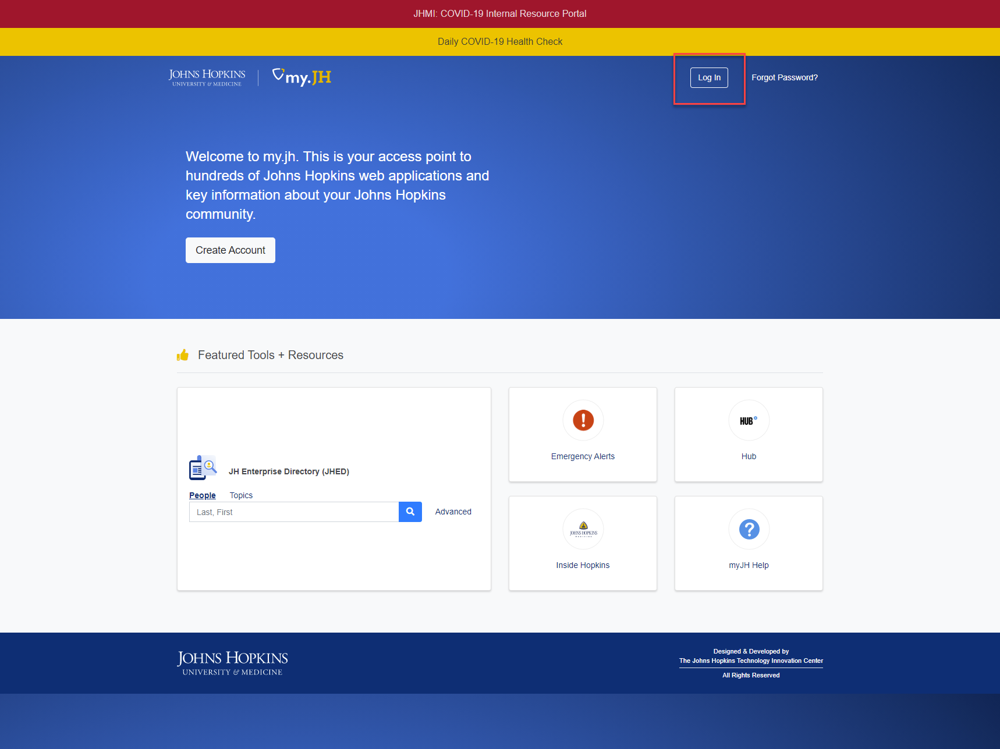 JHMI: COVID-19 Internal Resource Portal
Daily COVID-19 Health Check
JOHNS HOPKINS
UNIVERSITY & MEDICINE
my.JH
Log In
Forgot Password?
Welcome to my.jh. This is your access point to
hundreds of Johns Hopkins web applications and
key information about your Johns Hopkins
community.
Create Account
Featured Tools + Resources
JH Enterprise Directory (JHED)
People
Topics
Last, First
Advanced
Emergency Alerts
HUB
Hub
JOHNS HOPKINS
MEDICINE
Inside Hopkins
?
myJH Help
JOHNS HOPKINS
UNIVERSITY & MEDICINE
Designed & Developed by
The Johns Hopkins Technology Innovation Center
All Rights Reserved